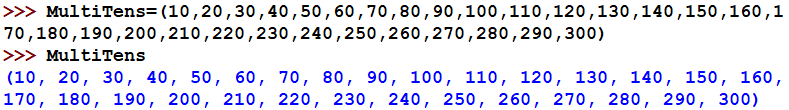 >>> MultiTens=(10,20,30,40,50,60,70,80,90,100,110,120,130,140,150,160,1
70,180,190,200,210,220,230,240,250,260,270,280,290,300)
>>> MultiTens
(10, 20, 30, 40, 50, 60, 70, 80, 90, 100, 110, 120, 130, 140, 150, 160,
170, 180, 190, 200, 210, 220, 230, 240, 250, 260, 270, 280, 290, 300)